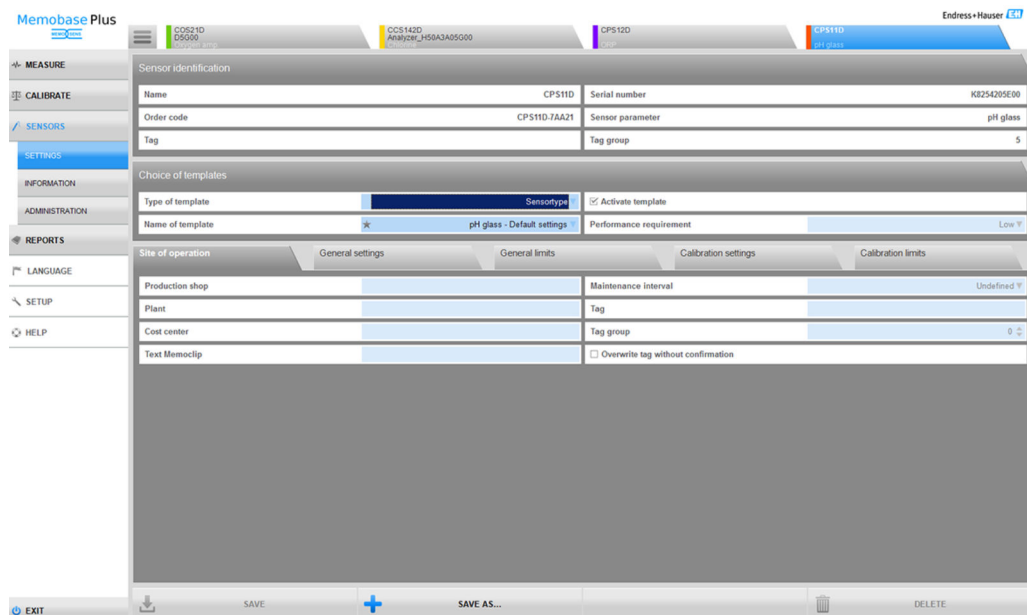 Memobase Plus
MEMOSENS
Endress+Hauser EH
COS21D
D5G00
Oxygen amp.
CCS142D
Analyzer_H50A3A05G00
Chlorine
CPS12D
ORP
CPS11D
pH glass
MEASURE
CALIBRATE
SENSORS
SETTINGS
INFORMATION
ADMINISTRATION
REPORTS
LANGUAGE
SETUP
HELP
EXIT
Sensor identification
Name CPS11D Serial number K8254205E00
Order code CPS11D-7AA21 Sensor parameter pH glass
Tag Tag group 5
Choice of templates
Type of template Sensortype Activate template
Name of template pH glass - Default settings Performance requirement Low
Site of operation General settings General limits Calibration settings Calibration limits
Production shop Maintenance interval Undefined
Plant Tag
Cost center Tag group 0
Text Memoclip Overwrite tag without confirmation
SAVE SAVE AS... DELETE